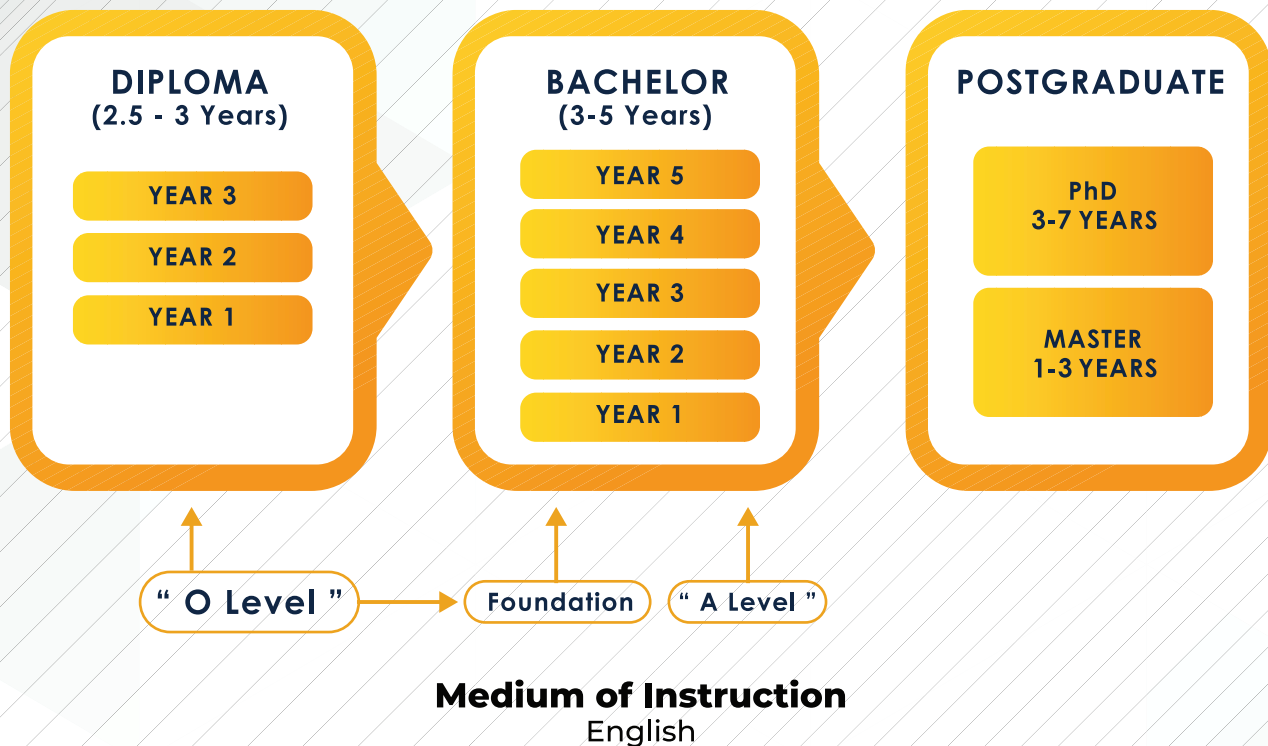 DIPLOMA
(2.5 - 3 Years)
YEAR 3
YEAR 2
YEAR 1
BACHELOR
(3-5 Years)
YEAR 5
YEAR 4
YEAR 3
YEAR 2
YEAR 1
POSTGRADUATE
PhD
3-7 YEARS
MASTER
1-3 YEARS
“ O Level ”
Foundation
“ A Level ”
Medium of Instruction
English